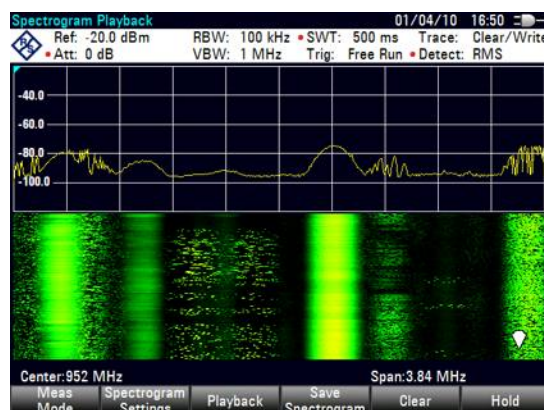 Spectrogram Playback 01/04/10 16:50
Ref: -20.0 dBm RBW: 100 kHz SWT: 500 ms Trace: Clear/Write
Att: 0 dB VBW: 1 MHz Trig: Free Run Detect: RMS
-40.0
-60.0
-80.0
-100.0
Center:952 MHz Span:3.84 MHz
Meas Mode Spectrogram Settings Playback Save Spectrogram Clear Hold